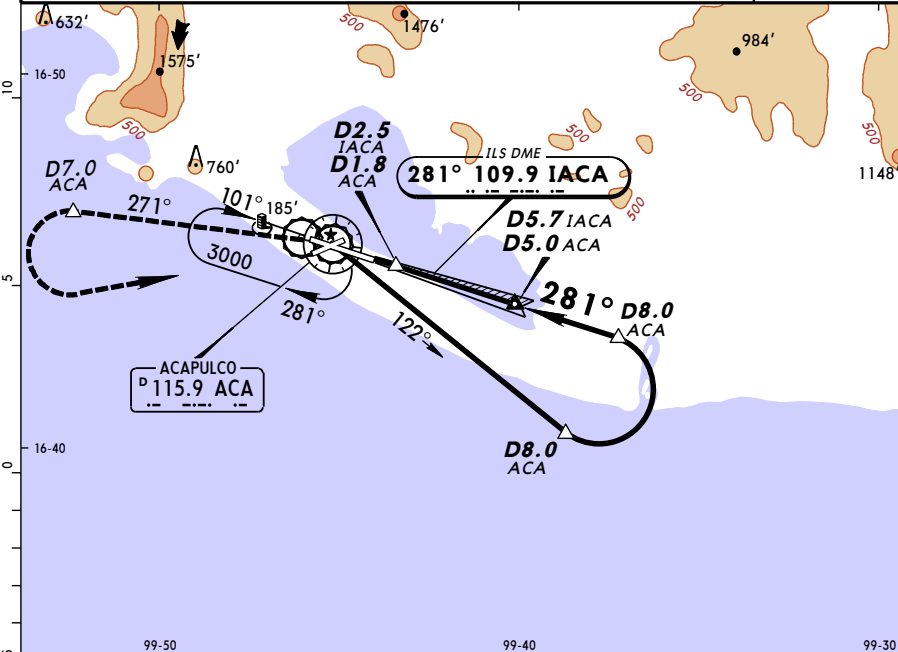 632'
500
1476'
984'
1575'
16-50
10
500
500
500
500
D2.5
IACA
D1.8
ACA
ILS DME
281° 109.9 IACA
1148'
760'
D7.0
ACA
271°
101°
185'
500
D5.7 IACA
D5.0 ACA
3000
281°
281°
D8.0
ACA
5
122°
ACAPULCO
D 115.9 ACA
16-40
D8.0
ACA
0
99-50
99-40
99-30